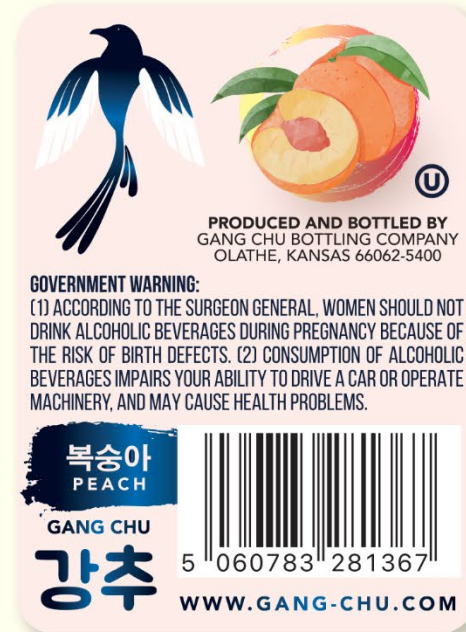 U
PRODUCED AND BOTTLED BY
GANG CHU BOTTLING COMPANY
OLATHE, KANSAS 66062-5400
GOVERNMENT WARNING:
(1) ACCORDING TO THE SURGEON GENERAL, WOMEN SHOULD NOT
DRINK ALCOHOLIC BEVERAGES DURING PREGNANCY BECAUSE OF
THE RISK OF BIRTH DEFECTS. (2) CONSUMPTION OF ALCOHOLIC
BEVERAGES IMPAIRS YOUR ABILITY TO DRIVE A CAR OR OPERATE
MACHINERY, AND MAY CAUSE HEALTH PROBLEMS.
복숭아
PEACH
GANG CHU
강추
5 060783 281367
WWW.GANG-CHU.COM